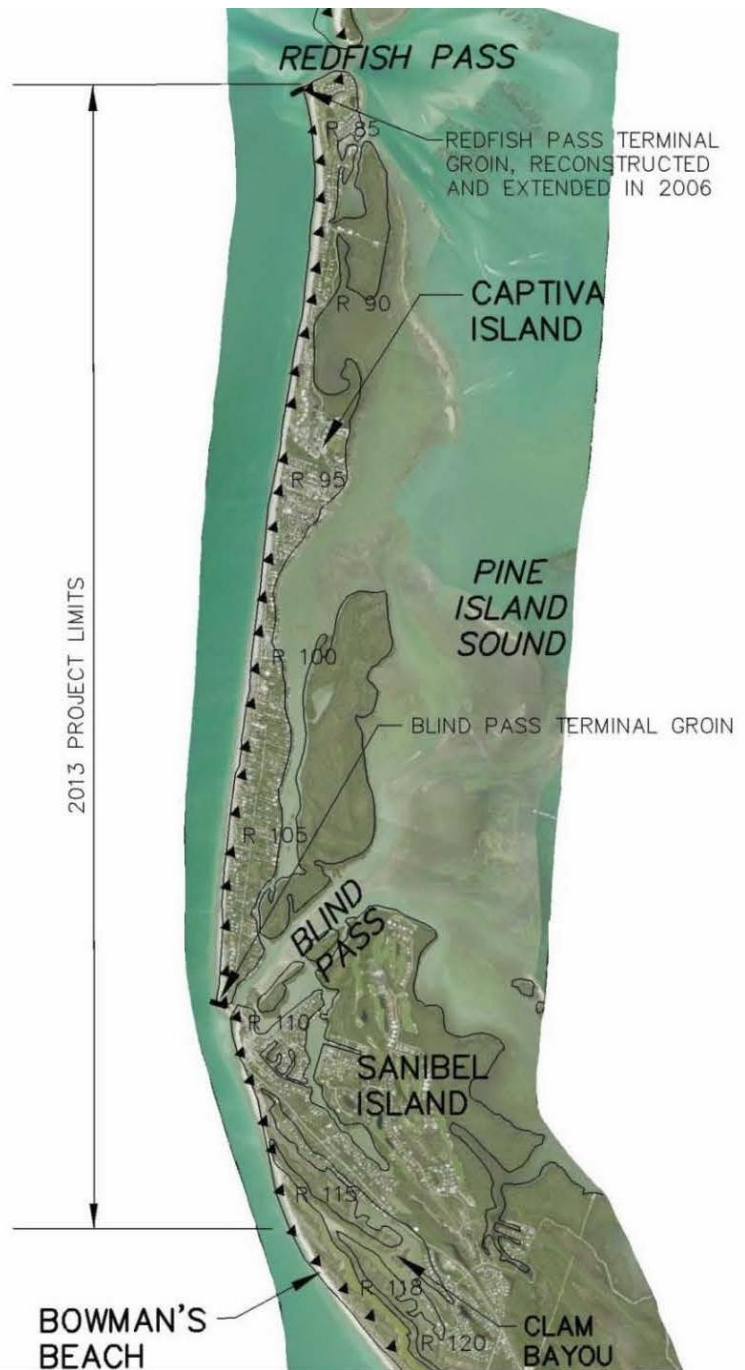 REDFISH PASS
R 85
REDFISH PASS TERMINAL
GROIN, RECONSTRUCTED
AND EXTENDED IN 2006
R 90
CAPTIVA
ISLAND
R 95
2013 PROJECT LIMITS
PINE
ISLAND
SOUND
R 100
BLIND PASS TERMINAL GROIN
R 105
BLIND
PASS
R 110
SANIBEL
ISLAND
R 115
R 118
BOWMAN'S
BEACH
CLAM
BAYOU
R 120